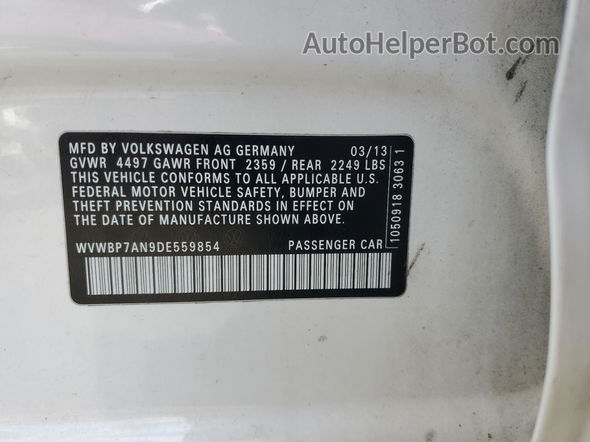 AutoHelperBot.com
MFD BY VOLKSWAGEN AG GERMANY 03/13
GVWR 4497 GAWR FRONT 2359 / REAR 2249 LBS
THIS VEHICLE CONFORMS TO ALL APPLICABLE U.S.
FEDERAL MOTOR VEHICLE SAFETY, BUMPER AND
THEFT PREVENTION STANDARDS IN EFFECT ON
THE DATE OF MANUFACTURE SHOWN ABOVE.
WVWBP7AN9DE559854 PASSENGER CAR
1050918 3063 1